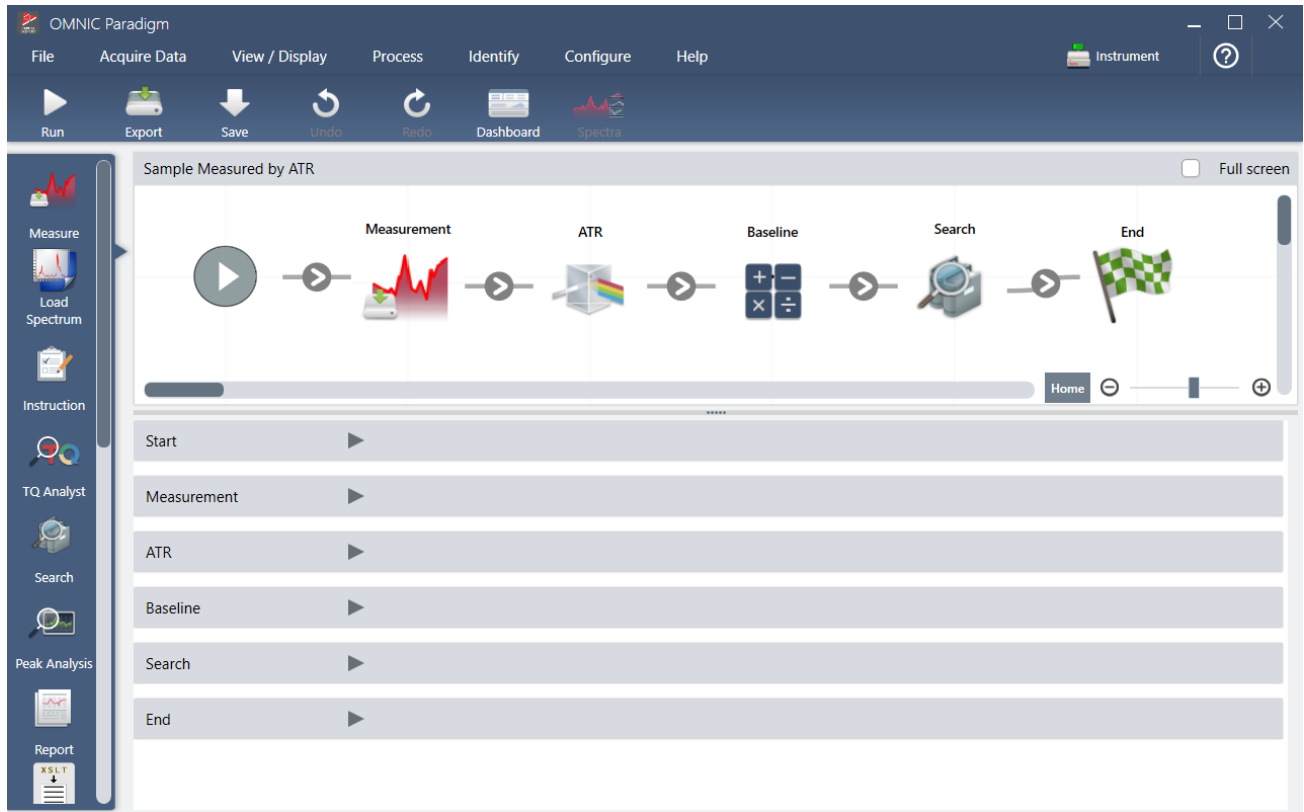 OMNIC Paradigm
File Acquire Data View / Display Process Identify Configure Help Instrument ?
Run Export Save Undo Redo Dashboard Spectra
Sample Measured by ATR Full screen
Measurement ATR Baseline Search End
Home
Measure
Load
Spectrum
Instruction
TQ Analyst
Search
Peak Analysis
Report
XSLT
Start
Measurement
ATR
Baseline
Search
End